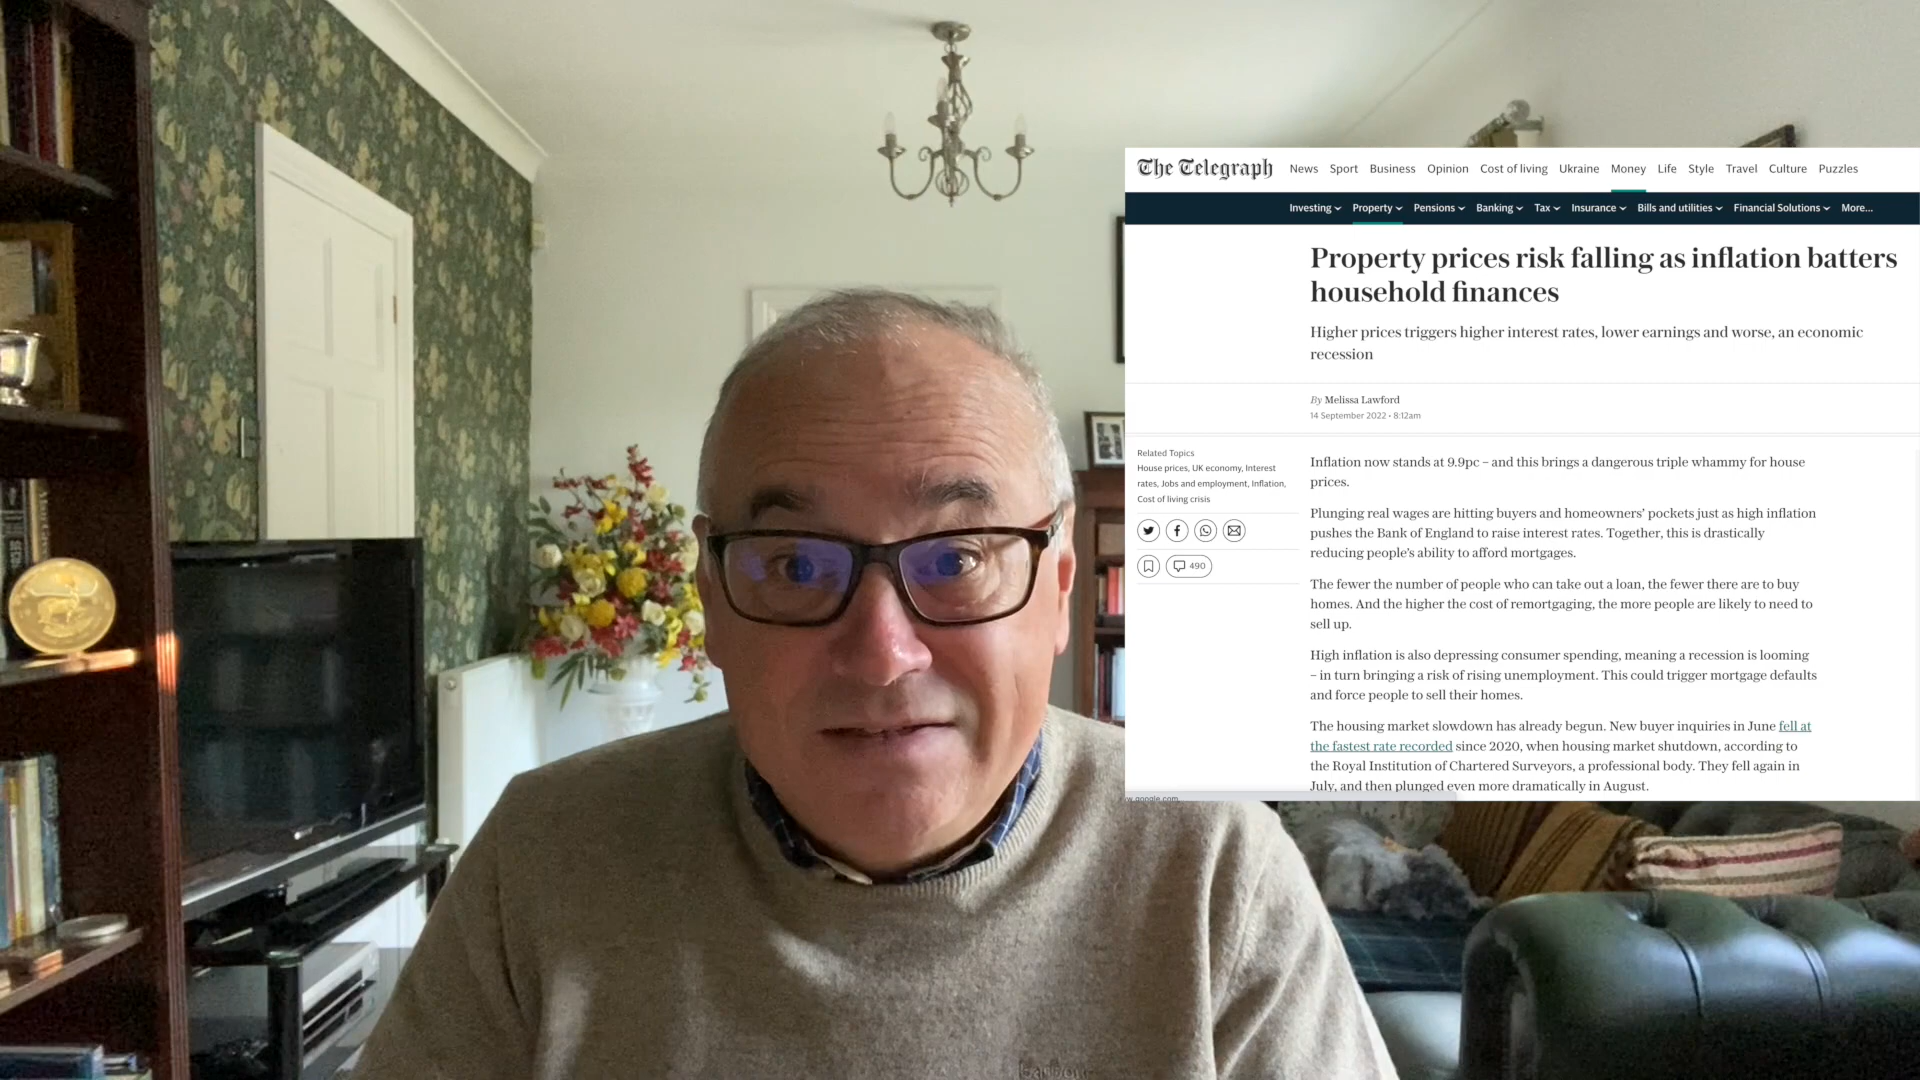 The Telegraph
News Sport Business Opinion Cost of living Ukraine Money Life Style Travel Culture Puzzles
Investing Property Pensions Banking Tax Insurance Bills and utilities Financial Solutions More...
Property prices risk falling as inflation batters
household finances
Higher prices triggers higher interest rates, lower earnings and worse, an economic
recession
By Melissa Lawford
14 September 2022 • 8:12am
Related Topics
House prices, UK economy, Interest
rates, Jobs and employment, Inflation,
Cost of living crisis
490
Inflation now stands at 9.9pc – and this brings a dangerous triple whammy for house
prices.
Plunging real wages are hitting buyers and homeowners' pockets just as high inflation
pushes the Bank of England to raise interest rates. Together, this is drastically
reducing people's ability to afford mortgages.
The fewer the number of people who can take out a loan, the fewer there are to buy
homes. And the higher the cost of remortgaging, the more people are likely to need to
sell up.
High inflation is also depressing consumer spending, meaning a recession is looming
– in turn bringing a risk of rising unemployment. This could trigger mortgage defaults
and force people to sell their homes.
The housing market slowdown has already begun. New buyer inquiries in June fell at
the fastest rate recorded since 2020, when housing market shutdown, according to
the Royal Institution of Chartered Surveyors, a professional body. They fell again in
July, and then plunged even more dramatically in August.